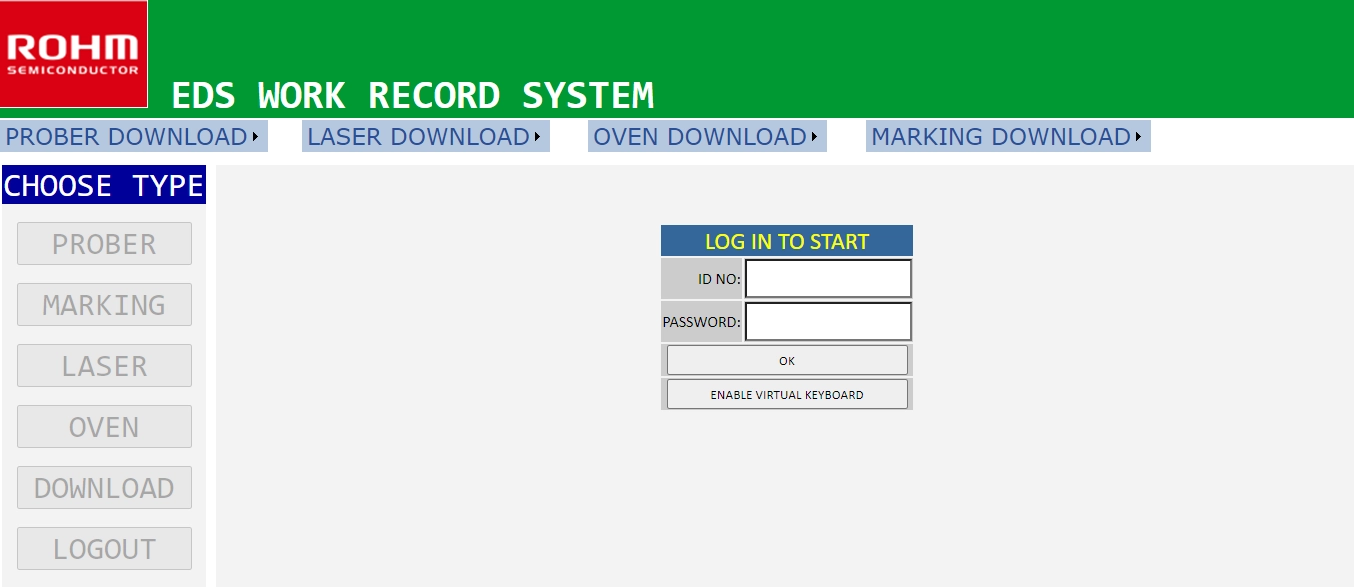 ROHM
SEMICONDUCTOR
EDS WORK RECORD SYSTEM
PROBER DOWNLOAD
LASER DOWNLOAD
OVEN DOWNLOAD
MARKING DOWNLOAD
CHOOSE TYPE
PROBER
MARKING
LASER
OVEN
DOWNLOAD
LOGOUT
LOG IN TO START
ID NO:
PASSWORD:
OK
ENABLE VIRTUAL KEYBOARD